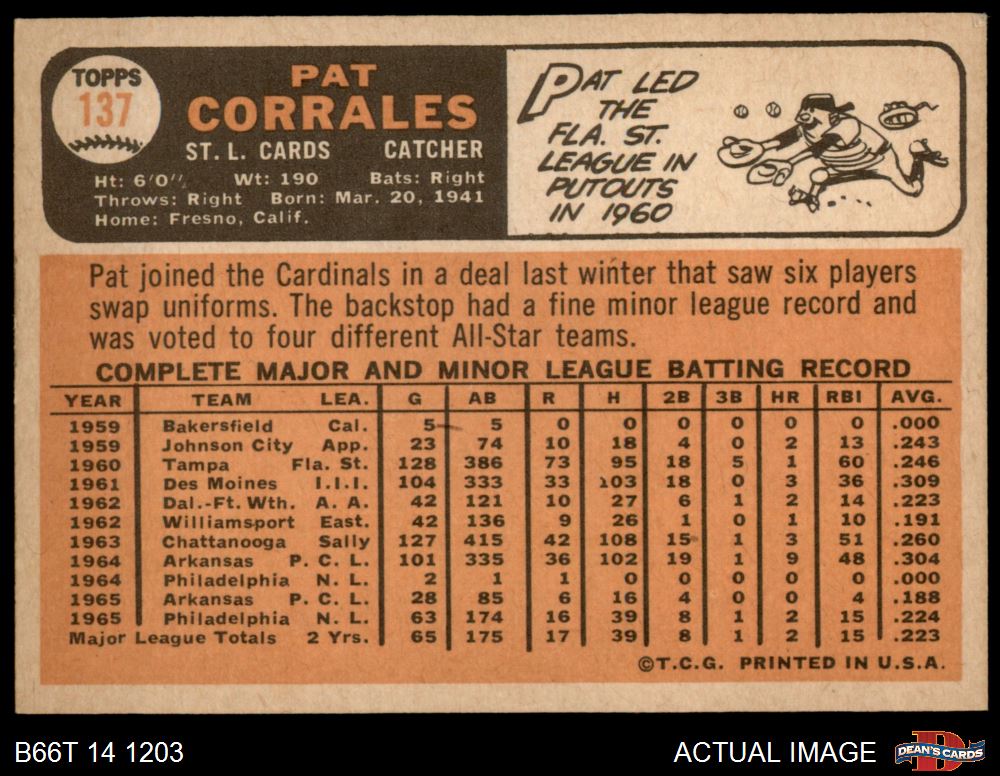 TOPPS
137
PAT
CORRALES
ST. L. CARDS CATCHER
Ht: 6'0" Wt: 190 Bats: Right
Throws: Right Born: Mar. 20, 1941
Home: Fresno, Calif.
PAT LED
THE
FLA. ST.
LEAGUE IN
PUTOUTS
IN 1960
Pat joined the Cardinals in a deal last winter that saw six players
swap uniforms. The backstop had a fine minor league record and
was voted to four different All-Star teams.
COMPLETE MAJOR AND MINOR LEAGUE BATTING RECORD
YEAR TEAM LEA. G AB R H 2B 3B HR RBI AVG.
1959 Bakersfield Cal. 5 5 0 0 0 0 0 0 .000
1959 Johnson City App. 23 74 10 18 4 0 2 13 .243
1960 Tampa Fla. St. 128 386 73 95 18 5 1 60 .246
1961 Des Moines I.I.I. 104 333 33 103 18 0 3 36 .309
1962 Dal.-Ft. Wth. A. A. 42 121 10 27 6 1 2 14 .223
1962 Williamsport East. 42 136 9 26 1 0 1 10 .191
1963 Chattanooga Sally 127 415 42 108 15 1 3 51 .260
1964 Arkansas P. C. L. 101 335 36 102 19 1 9 48 .304
1964 Philadelphia N. L. 2 1 1 0 0 0 0 0 .000
1965 Arkansas P. C. L. 28 85 6 16 4 0 0 4 .188
1965 Philadelphia N. L. 63 174 16 39 8 1 2 15 .224
Major League Totals 2 Yrs. 65 175 17 39 8 1 2 15 .223
©T.C.G. PRINTED IN U.S.A.
B66T 14 1203 ACTUAL IMAGE
D
DEAN'S CARDS